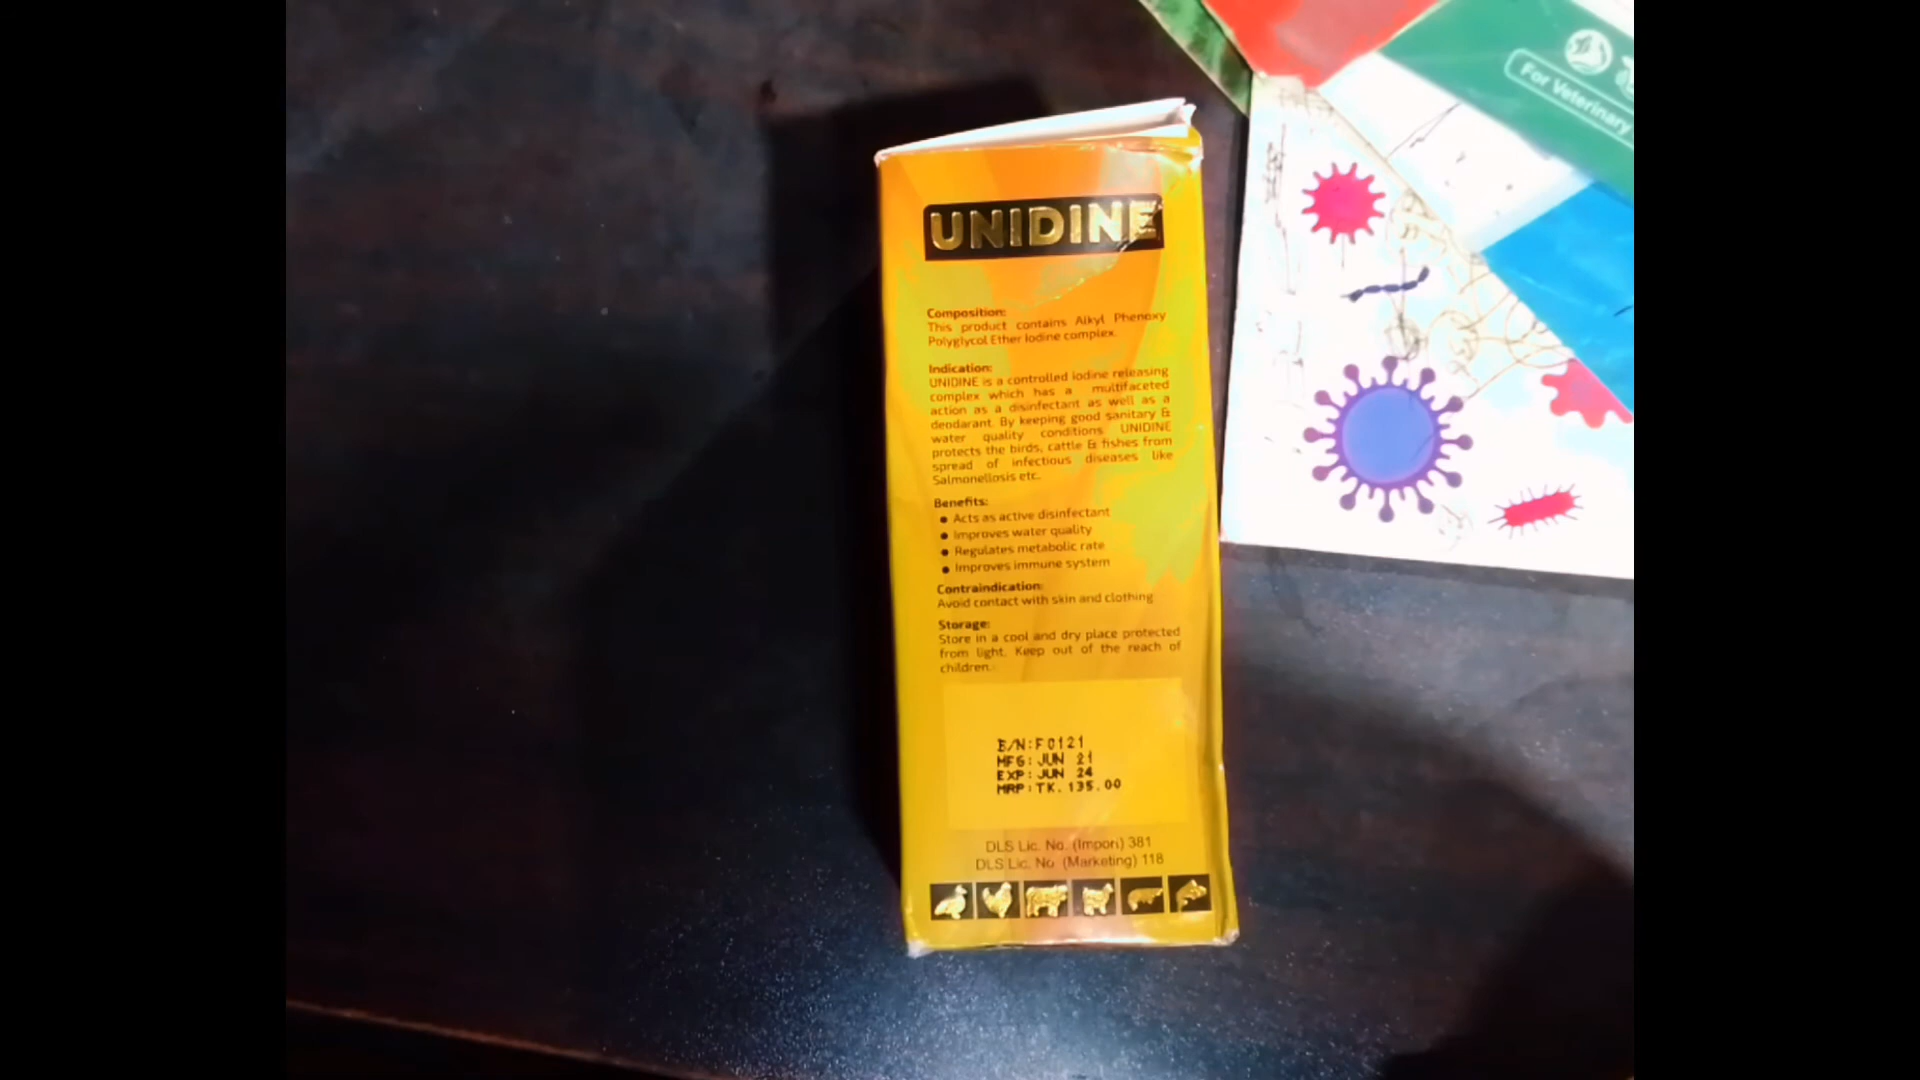 For Veterinary
UNIDINE
Composition:
This product contains Alkyl Phenoxy
Polyglycol Ether Iodine complex.
Indication:
UNIDINE is a controlled iodine releasing
complex which has a multifaceted
action as a disinfectant as well as a
deodarant. By keeping good sanitary &
water quality conditions UNIDINE
protects the birds, cattle & fishes from
spread of infectious diseases like
Salmonellosis etc.
Benefits:
● Acts as active disinfectant
● Improves water quality
● Regulates metabolic rate
● Improves immune system
Contraindication:
Avoid contact with skin and clothing
Storage:
Store in a cool and dry place protected
from light. Keep out of the reach of
children.
B/N:F0121
MFG: JUN 21
EXP: JUN 24
MRP:TK. 135.00
DLS Lic. No. (Import) 381
DLS Lic. No. (Marketing) 118